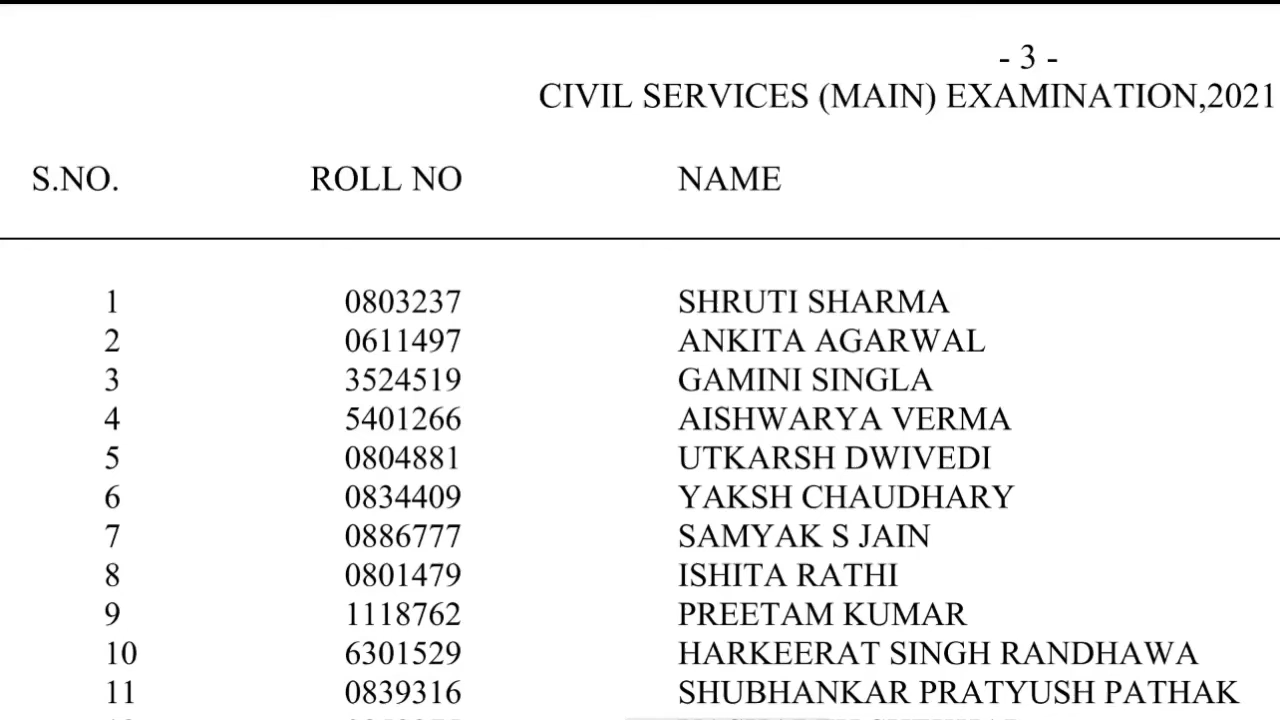 - 3 -
CIVIL SERVICES (MAIN) EXAMINATION,2021
S.NO. ROLL NO NAME
1 0803237 SHRUTI SHARMA
2 0611497 ANKITA AGARWAL
3 3524519 GAMINI SINGLA
4 5401266 AISHWARYA VERMA
5 0804881 UTKARSH DWIVEDI
6 0834409 YAKSH CHAUDHARY
7 0886777 SAMYAK S JAIN
8 0801479 ISHITA RATHI
9 1118762 PREETAM KUMAR
10 6301529 HARKEERAT SINGH RANDHAWA
11 0839316 SHUBHANKAR PRATYUSH PATHAK